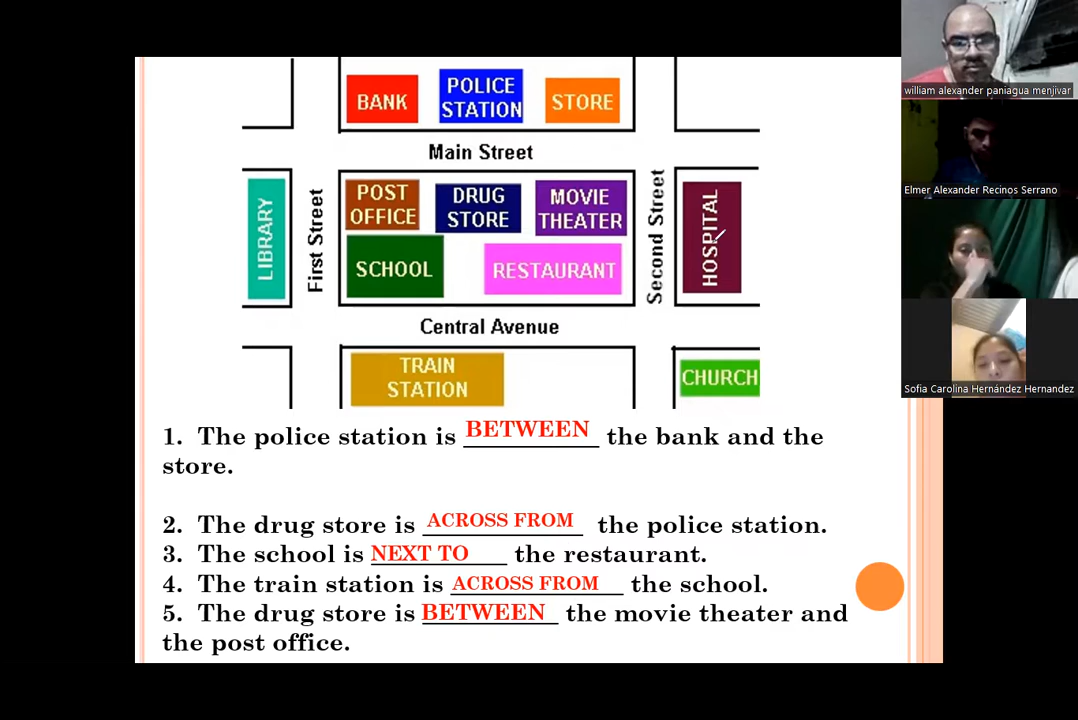 BANK
POLICE
STATION
STORE
Main Street
LIBRARY
First Street
POST
OFFICE
DRUG
STORE
MOVIE
THEATER
SCHOOL
RESTAURANT
Second Street
HOSPITAL
Central Avenue
TRAIN
STATION
CHURCH
1. The police station is BETWEEN the bank and the
store.
2. The drug store is ACROSS FROM the police station.
3. The school is NEXT TO the restaurant.
4. The train station is ACROSS FROM the school.
5. The drug store is BETWEEN the movie theater and
the post office.
william alexander paniagua menjivar
Elmer Alexander Recinos Serrano
Sofia Carolina Hernández Hernandez